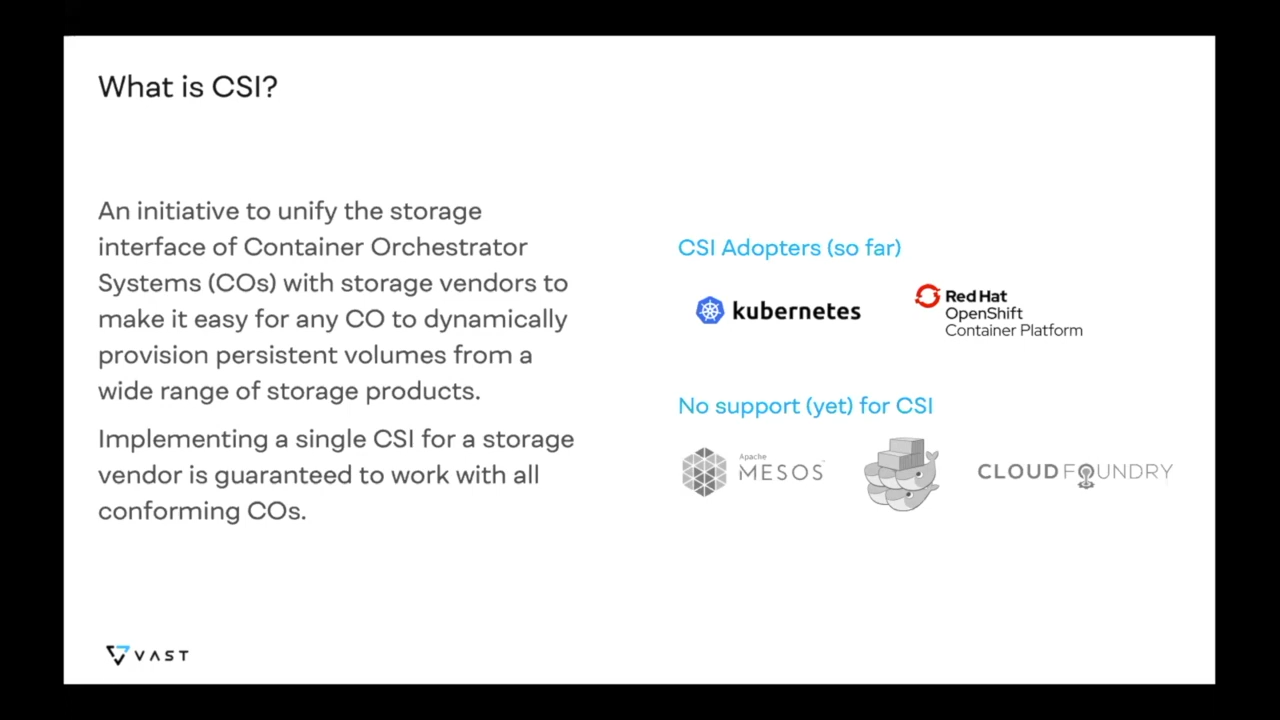 What is CSI?
An initiative to unify the storage
interface of Container Orchestrator
Systems (COs) with storage vendors to
make it easy for any CO to dynamically
provision persistent volumes from a
wide range of storage products.
Implementing a single CSI for a storage
vendor is guaranteed to work with all
conforming COs.
CSI Adopters (so far)
kubernetes
Red Hat
OpenShift
Container Platform
No support (yet) for CSI
Apache
MESOS
CLOUD FOUNDRY
VAST